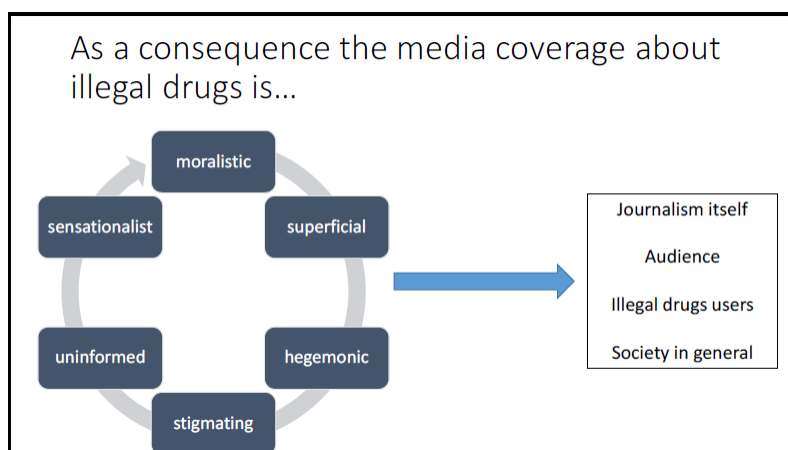 As a consequence the media coverage about
illegal drugs is...
moralistic
superficial
hegemonic
stigmating
uninformed
sensationalist
Journalism itself
Audience
Illegal drugs users
Society in general